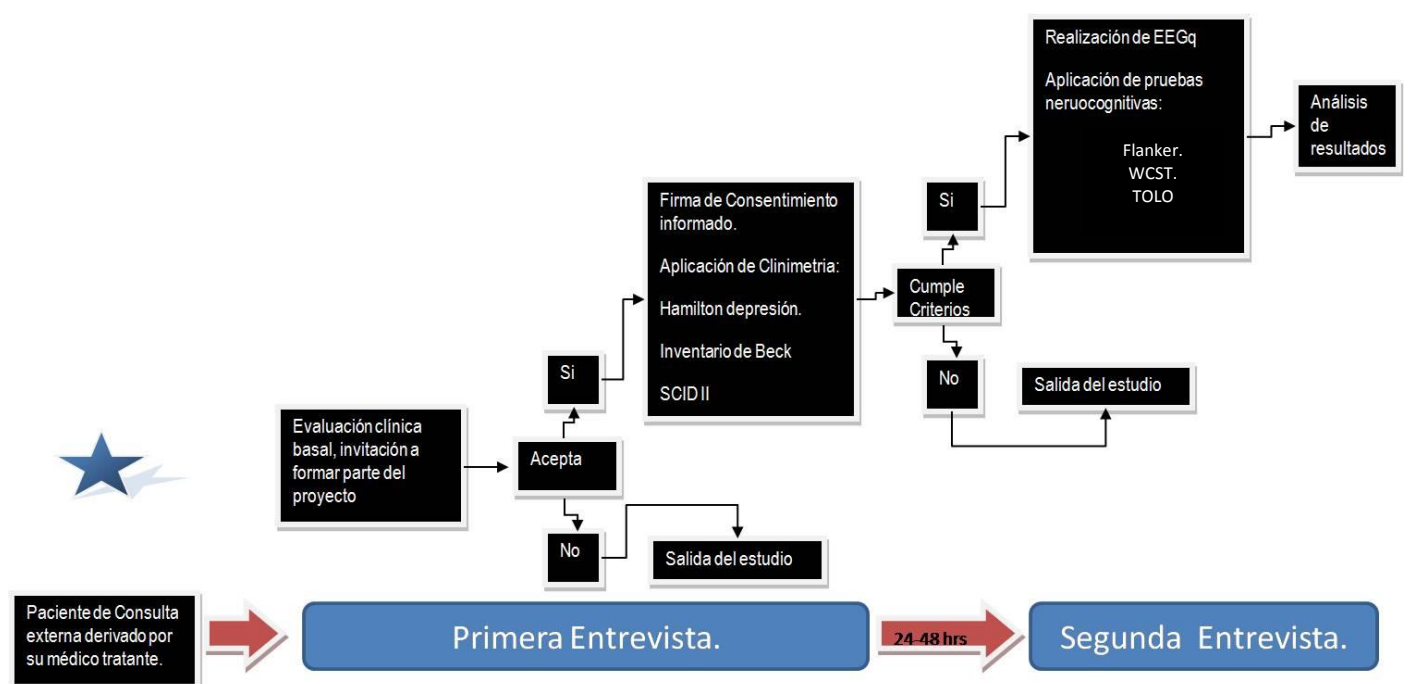 Realización de EEGq
Aplicación de pruebas
neruocognitivas:
Flanker.
WCST.
TOLO
Análisis
de
resultados
Firma de Consentimiento
informado.
Aplicación de Clinimetria:
Hamilton depresión.
Inventario de Beck
SCID II
Si
Cumple
Criterios
No
Salida del estudio
Si
Evaluación clínica
basal, invitación a
formar parte del
proyecto
Acepta
No
Salida del estudio
Paciente de Consulta
externa derivado por
su médico tratante.
Primera Entrevista.
24-48 hrs
Segunda Entrevista.